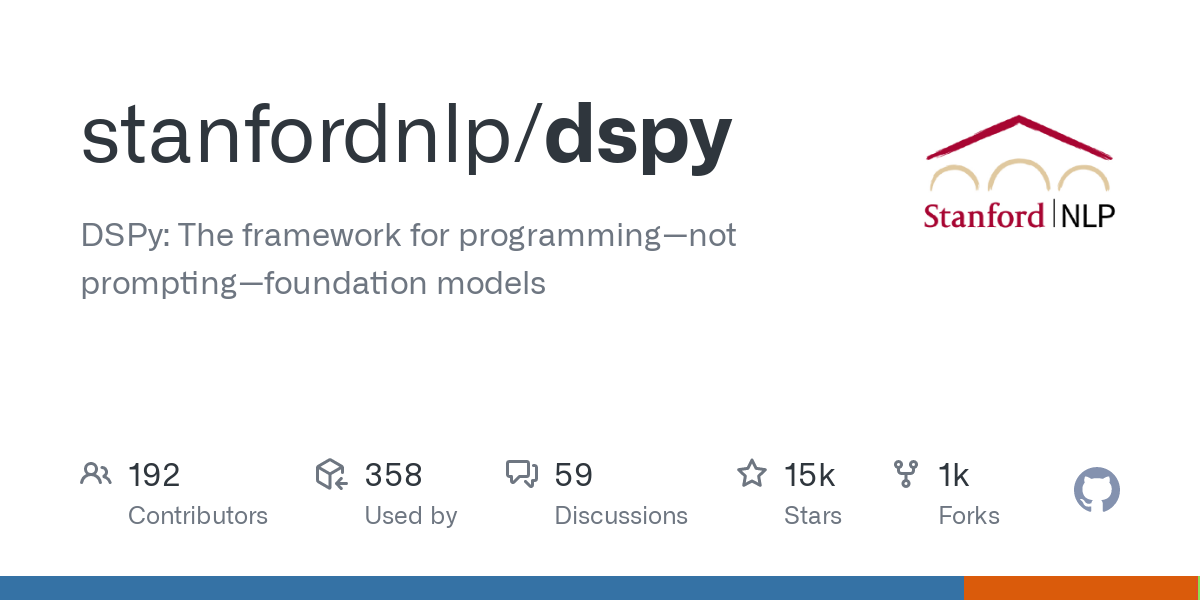 stanfordnlp/dspy
DSPy: The framework for programming—not
prompting—foundation models
Stanford | NLP
192
Contributors
358
Used by
59
Discussions
15k
Stars
1k
Forks